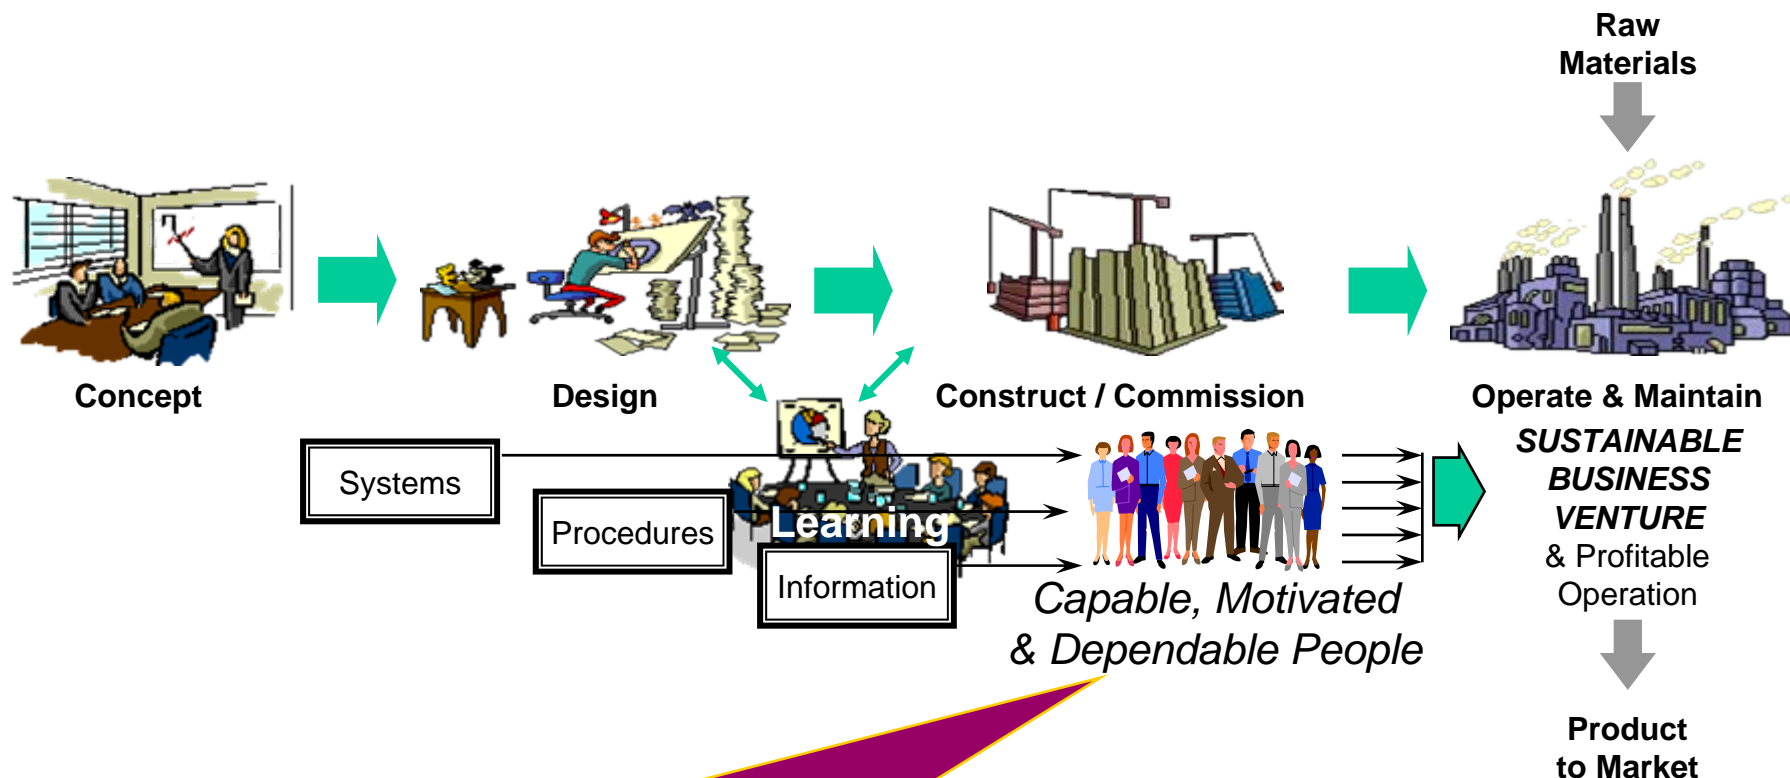 Raw
Materials
Concept
Design
Construct / Commission
Operate & Maintain
Systems
Procedures
Learning
Information
Capable, Motivated
& Dependable People
SUSTAINABLE
BUSINESS
VENTURE
& Profitable
Operation
Product
to Market